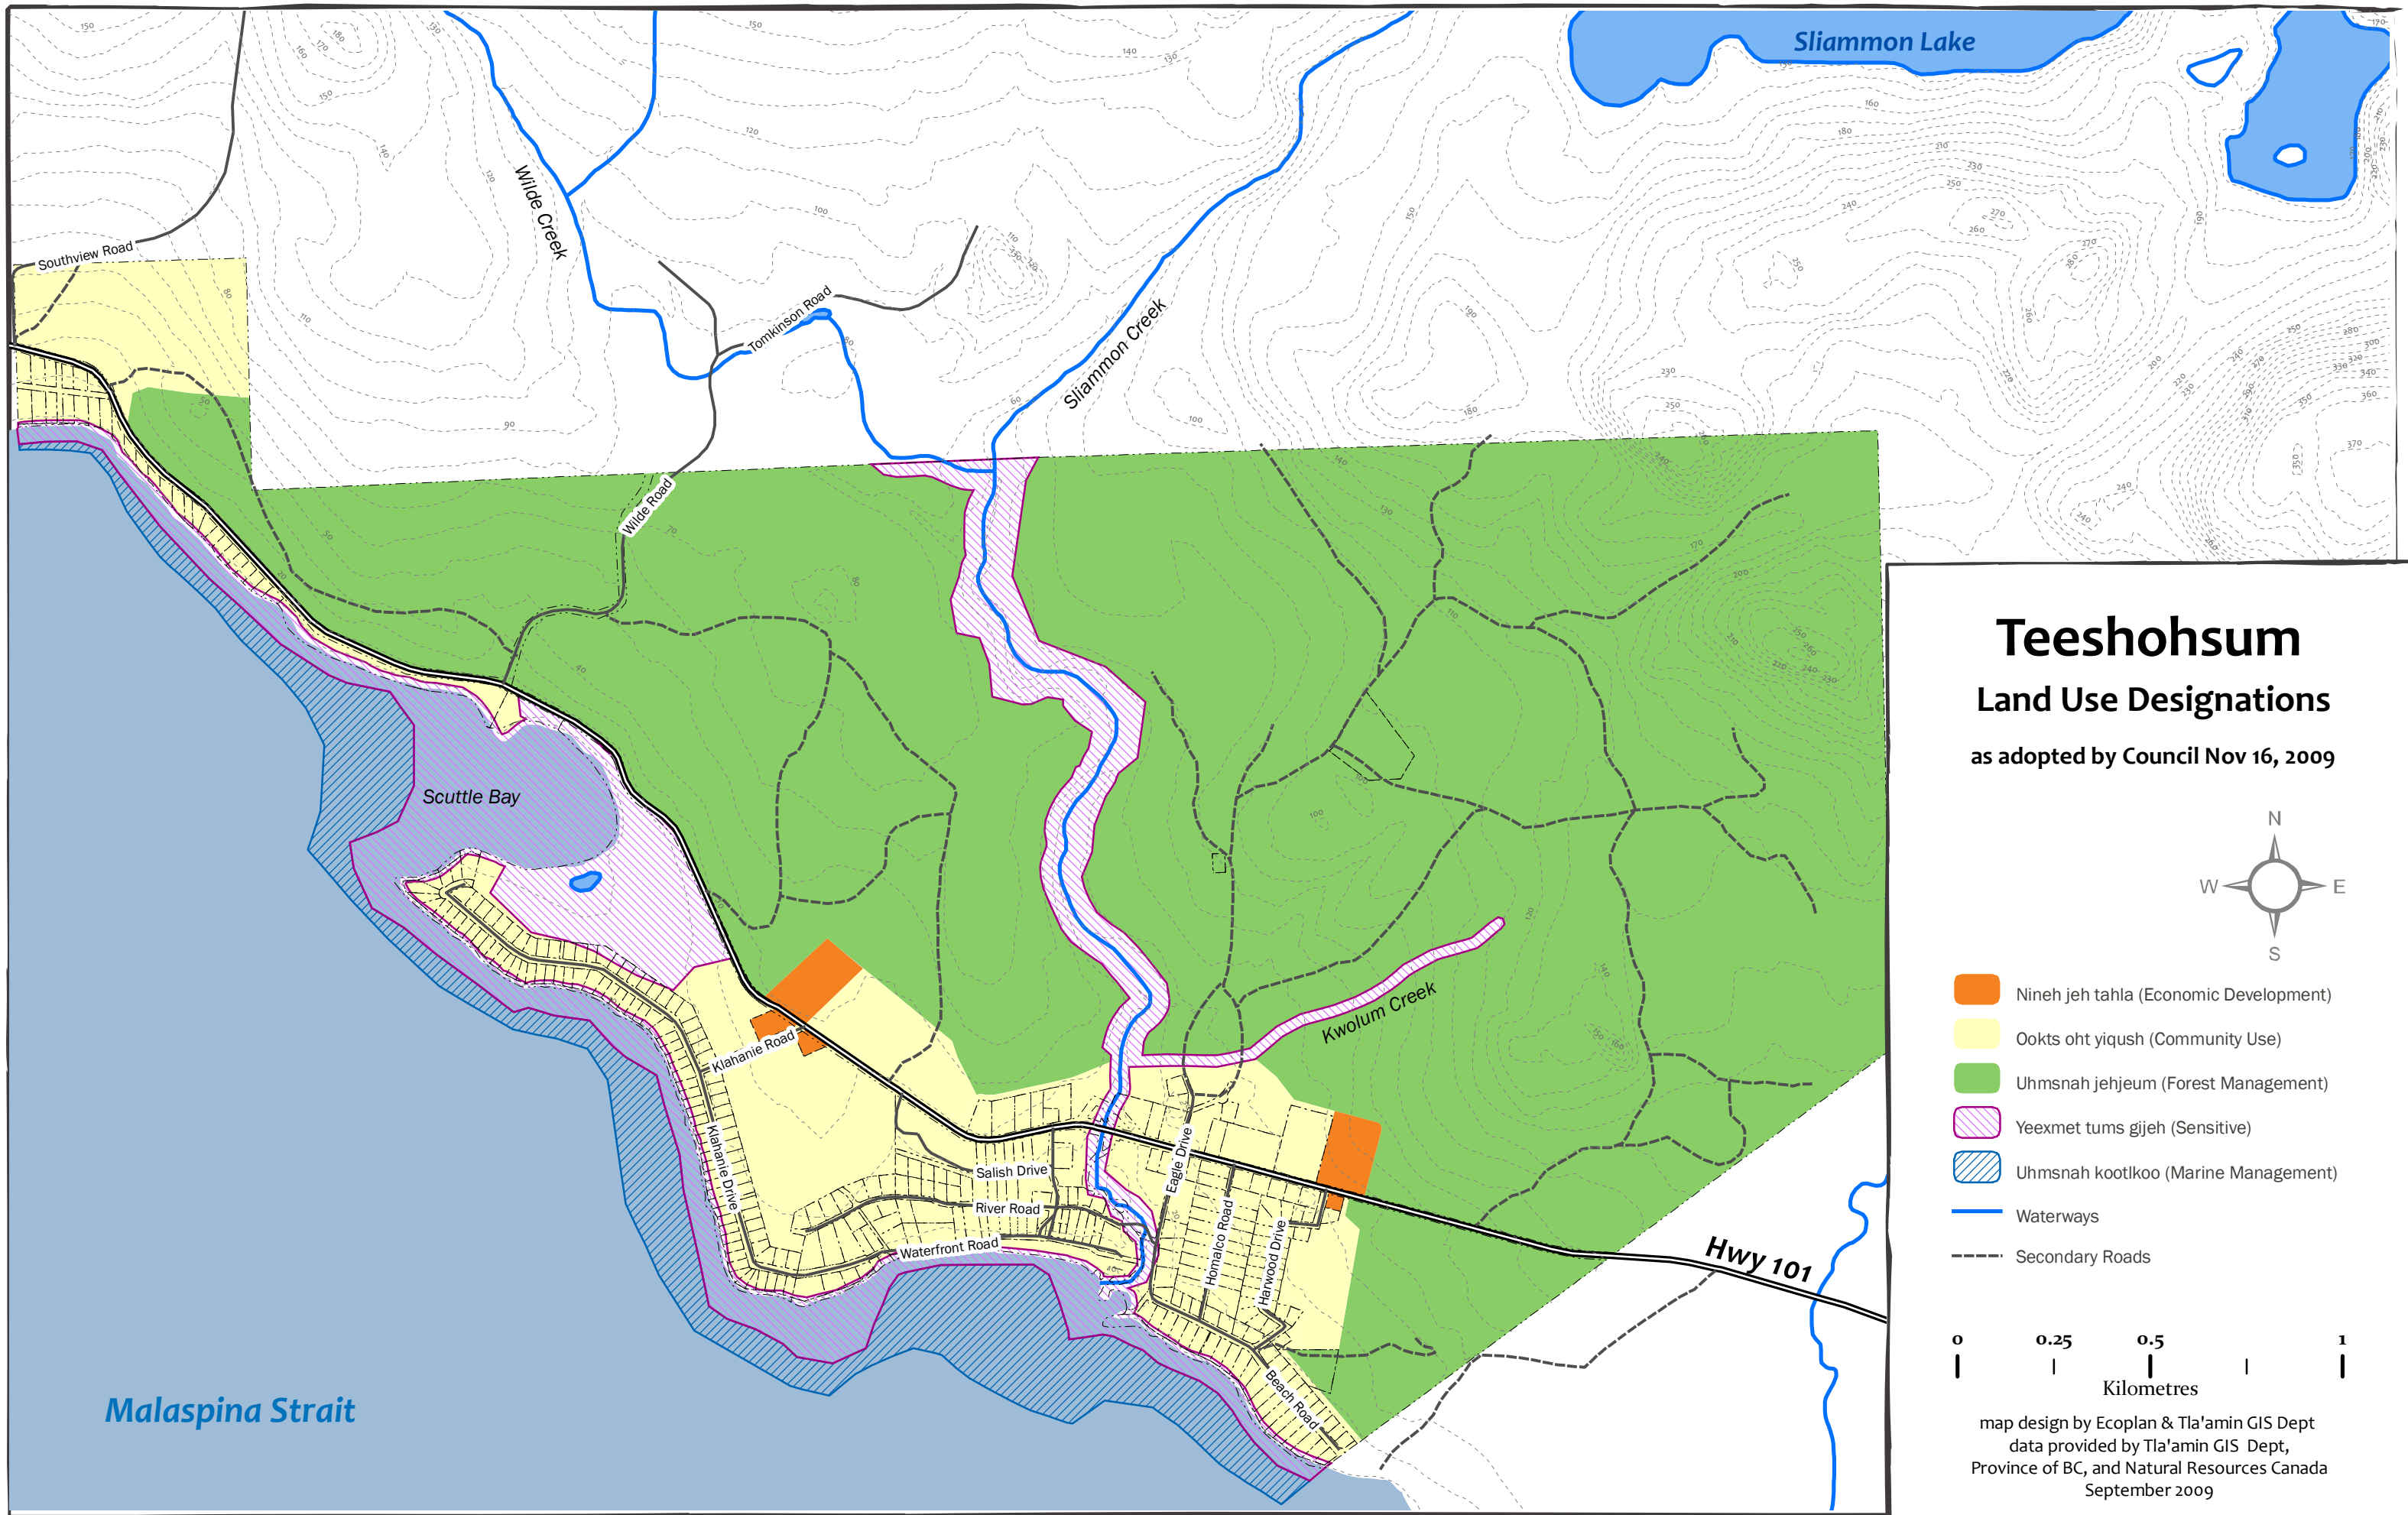 Sliammon Lake
Wilde Creek
Southview Road
Tomkinson Road
Sliammon Creek
Wilde Road
Scuttle Bay
Kwolum Creek
Klahanie Road
Klahanie Drive
Salish Drive
River Road
Waterfront Road
Eagle Drive
Homalco Road
Harwood Drive
Beach Road
Hwy 101
Malaspina Strait
Teeshohsum
Land Use Designations
as adopted by Council Nov 16, 2009
N
W E
S
Nineh jeh tahla (Economic Development)
Ookts oht yiqush (Community Use)
Uhmsnah jehjeum (Forest Management)
Yeexmet tums gijeh (Sensitive)
Uhmsnah kootlkoo (Marine Management)
Waterways
Secondary Roads
0 0.25 0.5 1
Kilometres
map design by Ecoplan & Tla'amin GIS Dept
data provided by Tla'amin GIS Dept,
Province of BC, and Natural Resources Canada
September 2009